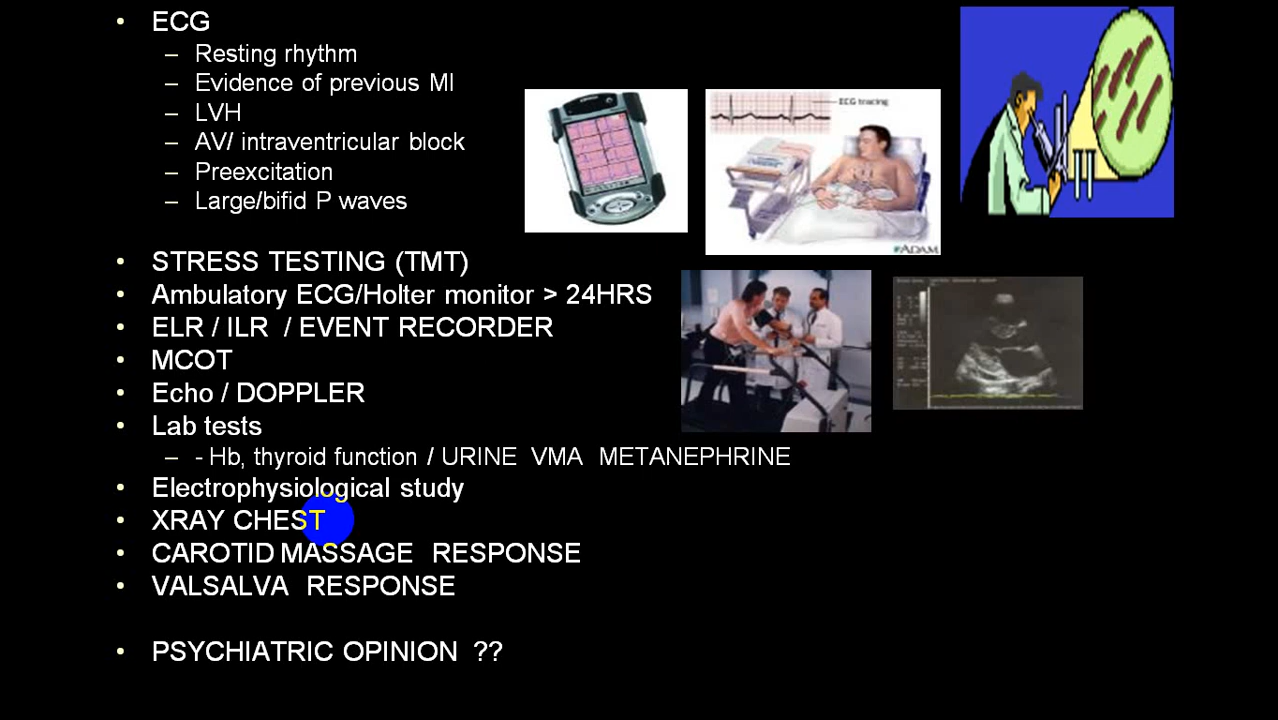 • ECG
– Resting rhythm
– Evidence of previous MI
– LVH
– AV/ intraventricular block
– Preexcitation
– Large/bifid P waves
ECG tracing
ADAM
• STRESS TESTING (TMT)
• Ambulatory ECG/Holter monitor > 24HRS
• ELR / ILR / EVENT RECORDER
• MCOT
• Echo / DOPPLER
• Lab tests
– - Hb, thyroid function / URINE VMA METANEPHRINE
• Electrophysiological study
• XRAY CHEST
• CAROTID MASSAGE RESPONSE
• VALSALVA RESPONSE
• PSYCHIATRIC OPINION ??